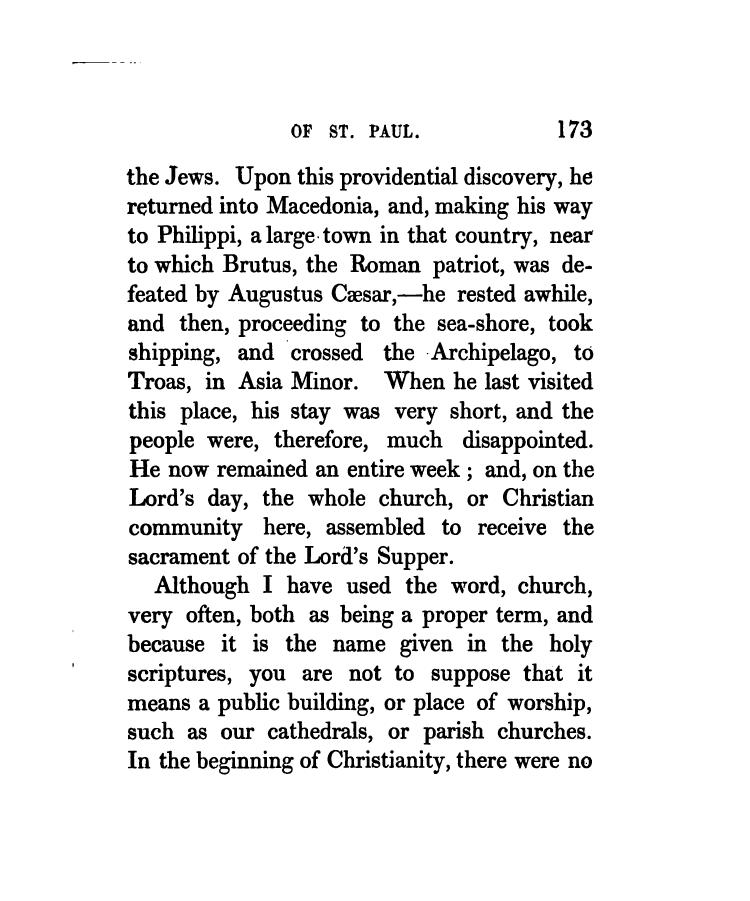 OF ST. PAUL. 173
the Jews. Upon this providential discovery, he
returned into Macedonia, and, making his way
to Philippi, a large town in that country, near
to which Brutus, the Roman patriot, was de-
feated by Augustus Cæsar,—he rested awhile,
and then, proceeding to the sea-shore, took
shipping, and crossed the Archipelago, to
Troas, in Asia Minor. When he last visited
this place, his stay was very short, and the
people were, therefore, much disappointed.
He now remained an entire week ; and, on the
Lord's day, the whole church, or Christian
community here, assembled to receive the
sacrament of the Lord's Supper.
Although I have used the word, church,
very often, both as being a proper term, and
because it is the name given in the holy
scriptures, you are not to suppose that it
means a public building, or place of worship,
such as our cathedrals, or parish churches.
In the beginning of Christianity, there were no